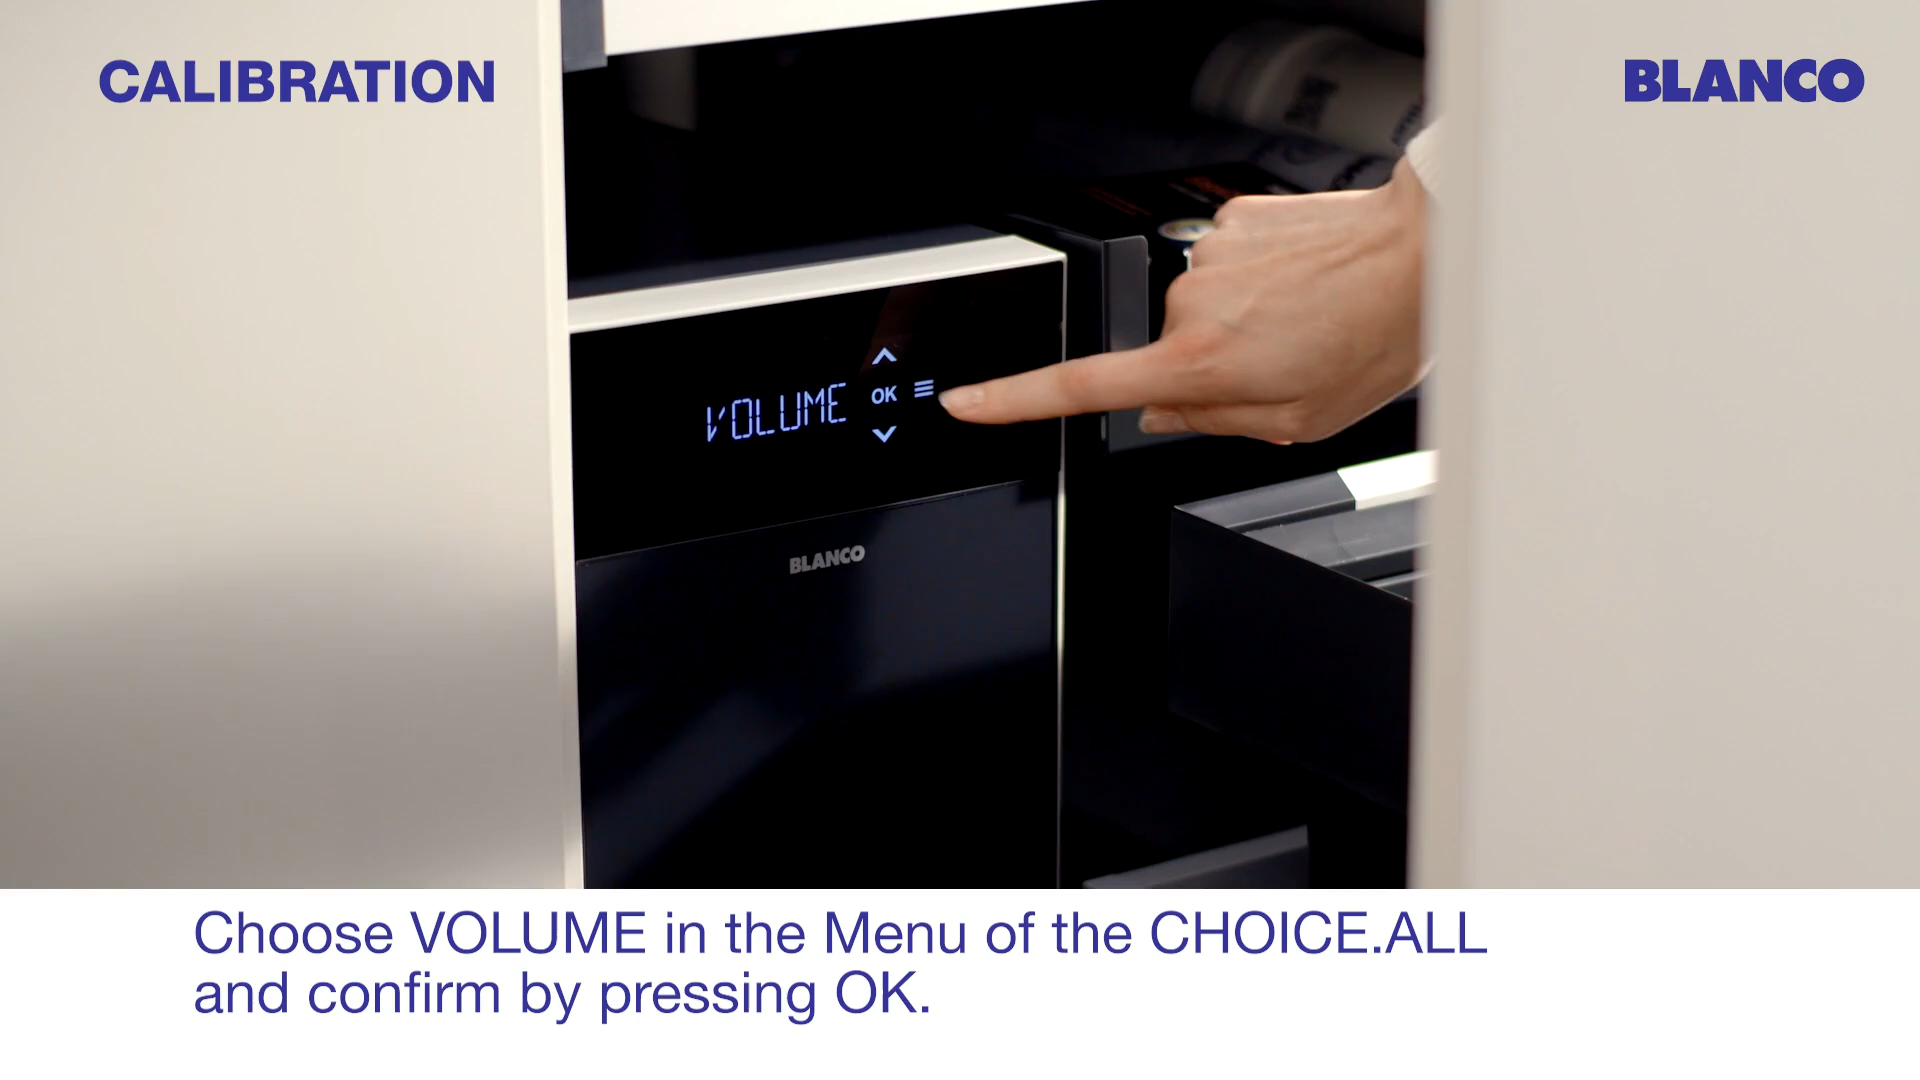 CALIBRATION
BLANCO
VOLUME
OK
BLANCO
Choose VOLUME in the Menu of the CHOICE.ALL
and confirm by pressing OK.